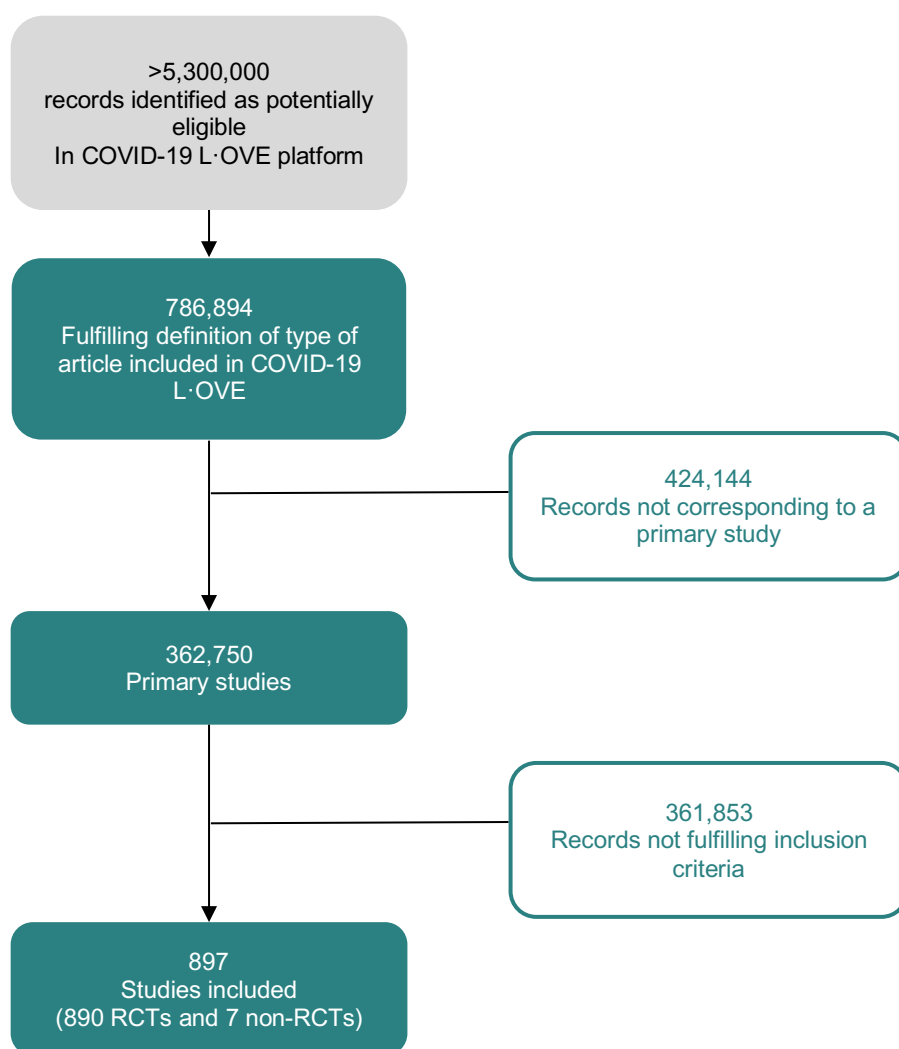 >5,300,000
records identified as potentially
eligible
In COVID-19 L·OVE platform
786,894
Fulfilling definition of type of
article included in COVID-19
L·OVE
424,144
Records not corresponding to a
primary study
362,750
Primary studies
361,853
Records not fulfilling inclusion
criteria
897
Studies included
(890 RCTs and 7 non-RCTs)